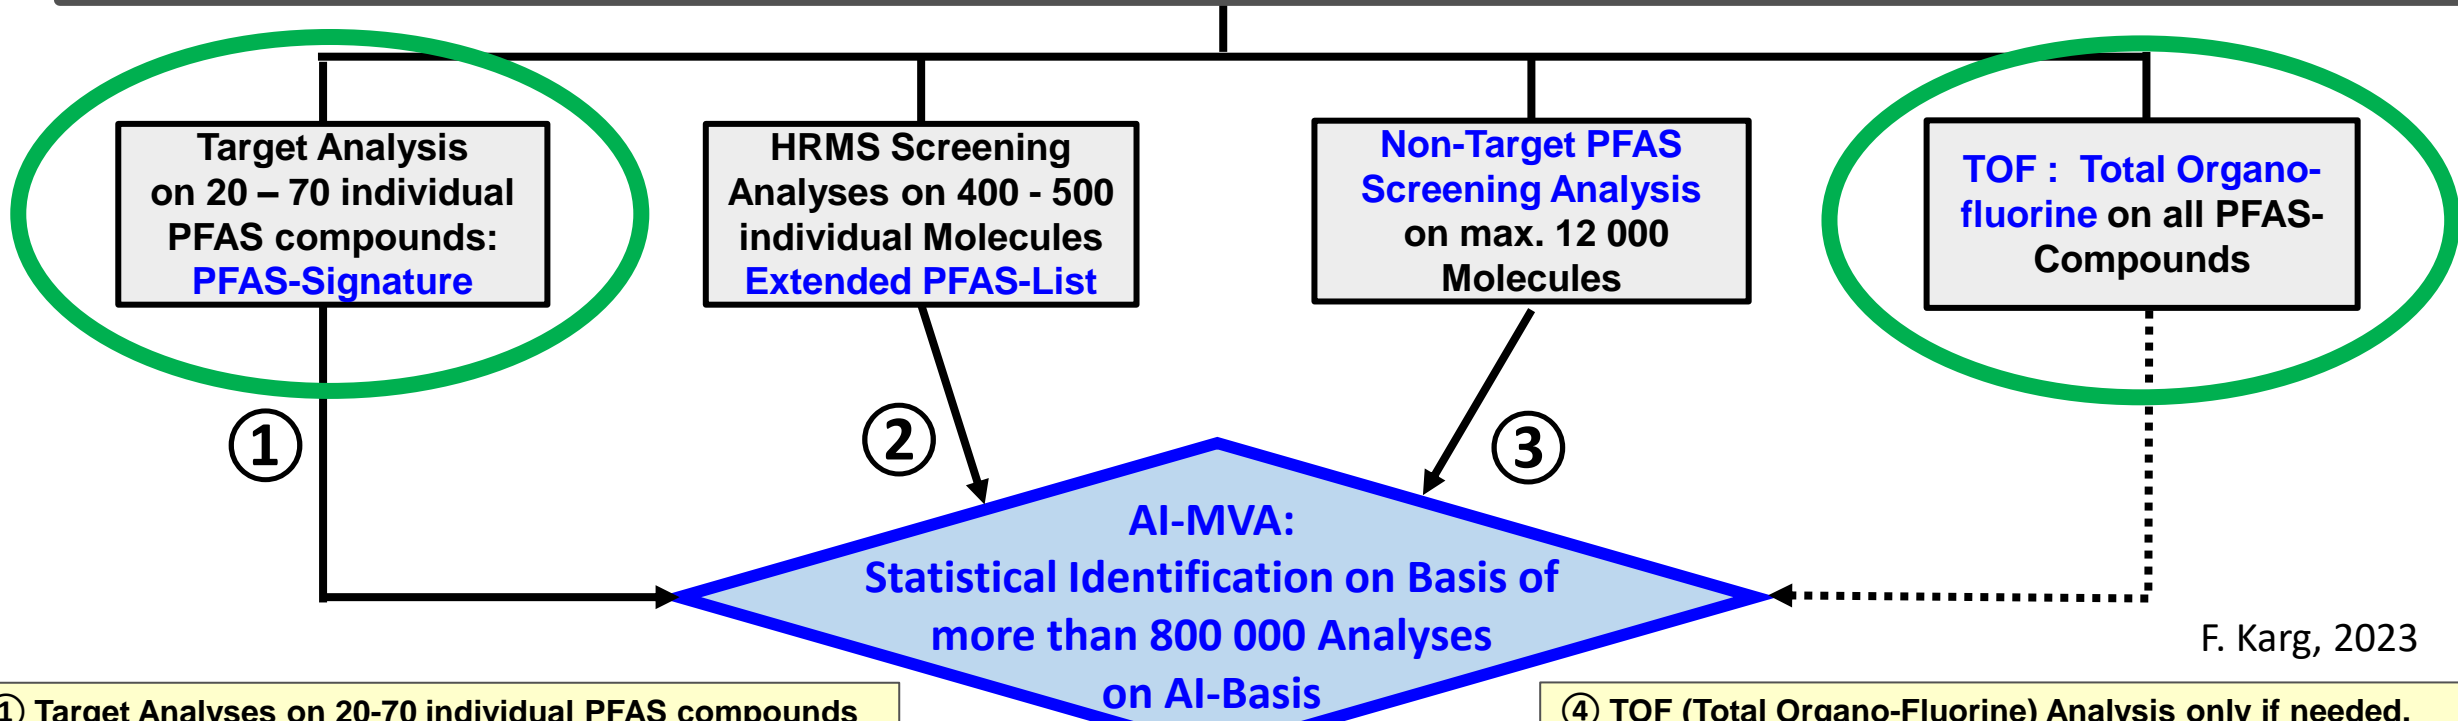 Target Analysis
on 20 – 70 individual
PFAS compounds:
PFAS-Signature
HRMS Screening
Analyses on 400 - 500
individual Molecules
Extended PFAS-List
Non-Target PFAS
Screening Analysis
on max. 12 000
Molecules
TOF :  Total Organo-
fluorine on all PFAS-
Compounds
①
②
③
AI-MVA:
Statistical Identification on Basis of
more than 800 000 Analyses
on AI-Basis
F. Karg, 2023
① Target Analyses on 20-70 individual PFAS compounds
④ TOF (Total Organo-Fluorine) Analysis only if needed.